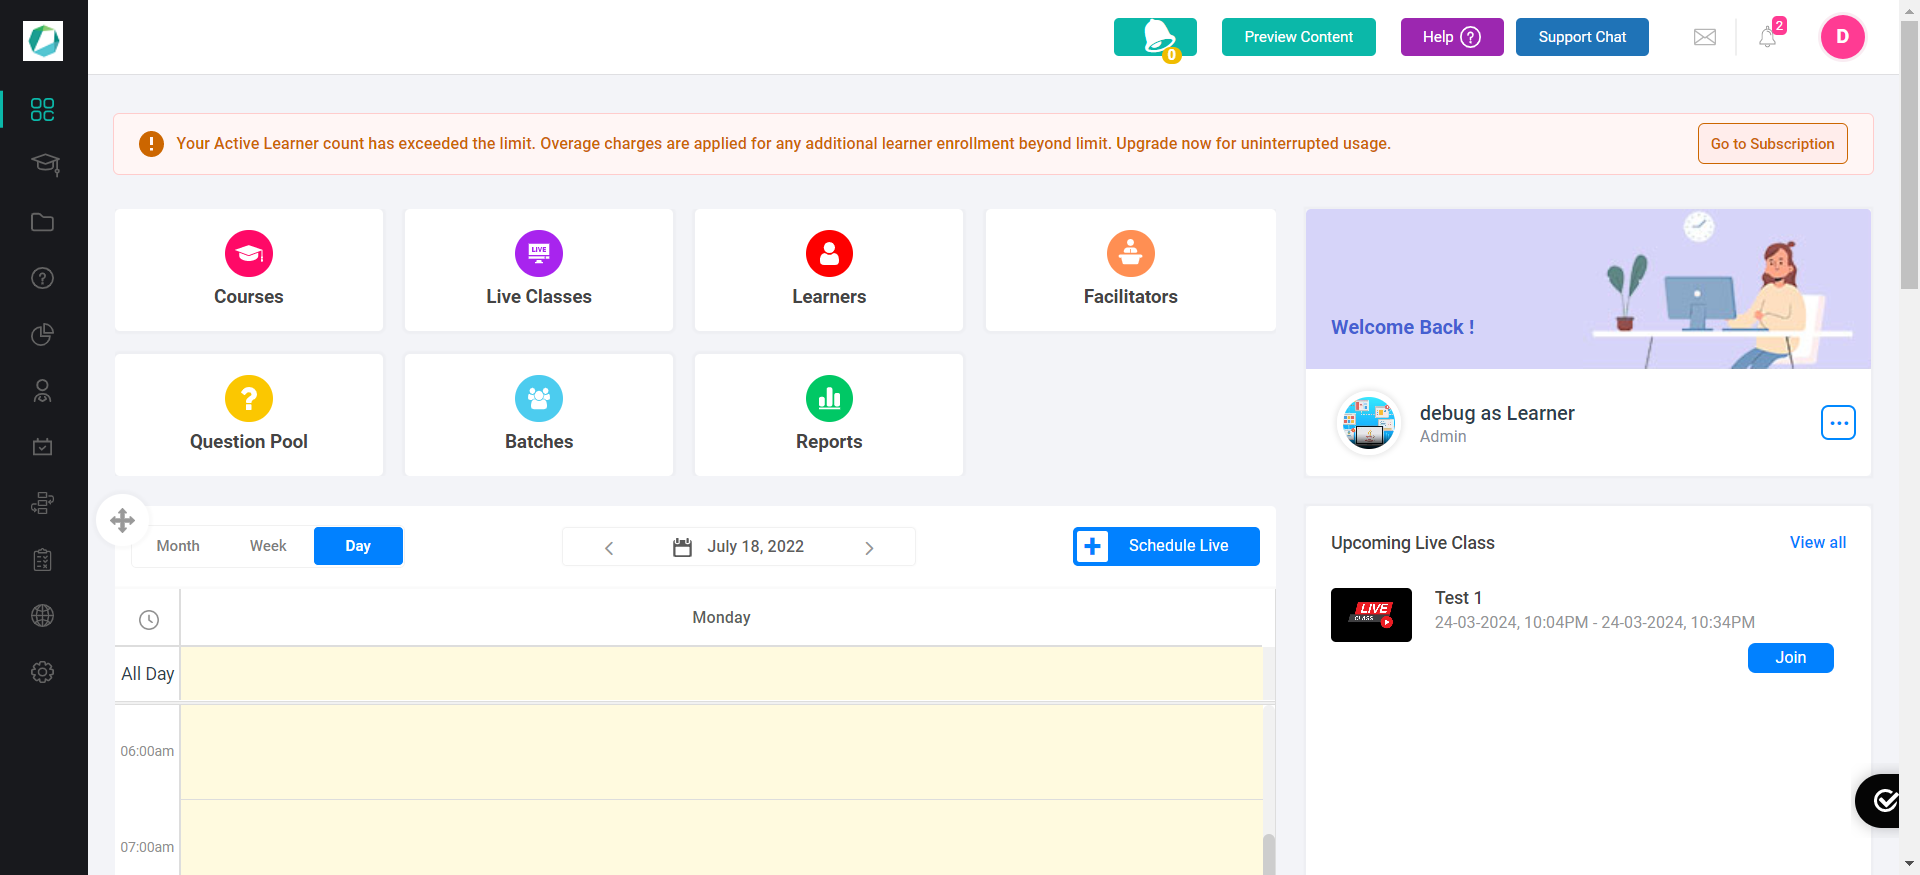 0
Preview Content
Help ?
Support Chat
2
D
Your Active Learner count has exceeded the limit. Overage charges are applied for any additional learner enrollment beyond limit. Upgrade now for uninterrupted usage.
Go to Subscription
Courses
LIVE
Live Classes
Learners
Facilitators
Welcome Back !
Question Pool
Batches
Reports
debug as Learner
Admin
Month
Week
Day
July 18, 2022
Schedule Live
Upcoming Live Class
View all
Monday
LIVE
CLASS
Test 1
24-03-2024, 10:04PM - 24-03-2024, 10:34PM
Join
All Day
06:00am
07:00am